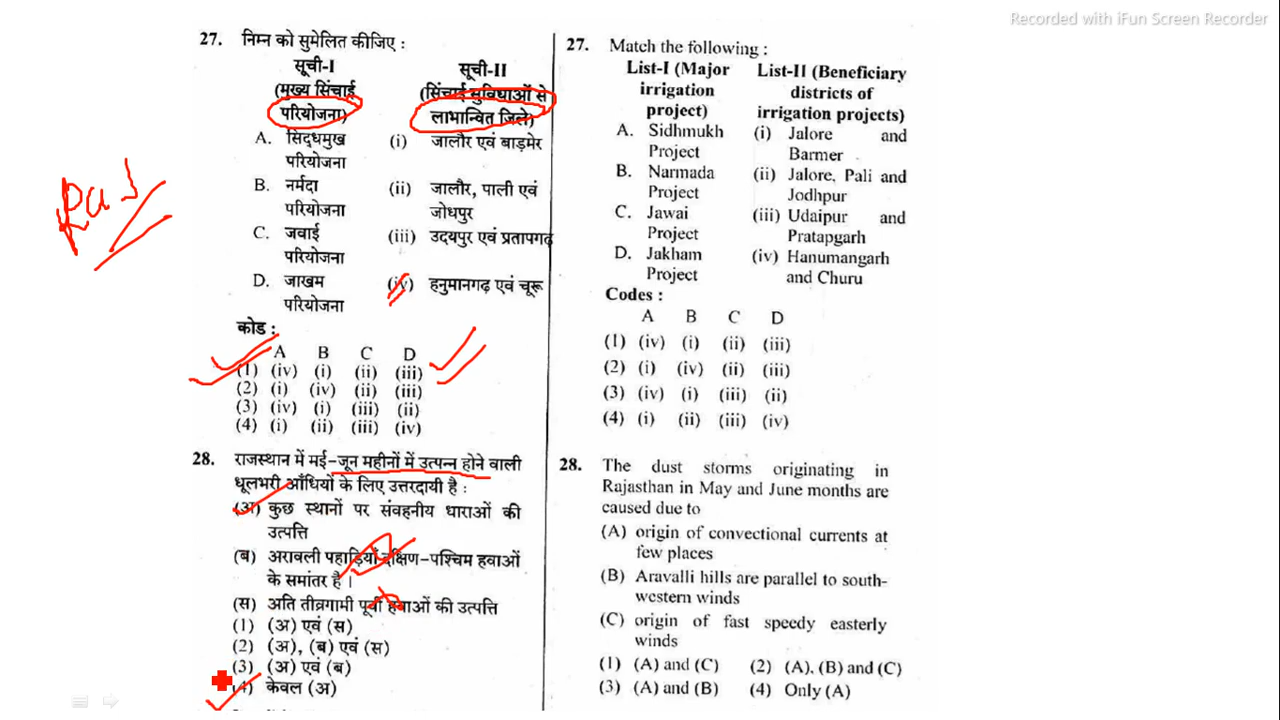 Recorded with iFun Screen Recorder
27. निम्न को सुमेलित कीजिए :
सूची-I
(मुख्य सिंचाई
परियोजना)
सूची-II
(सिंचाई सुविधाओं से
लाभान्वित जिले)
A. सिद्धमुख
परियोजना
(i) जालौर एवं बाड़मेर
B. नर्मदा
परियोजना
(ii) जालौर, पाली एवं
जोधपुर
C. जवाई
परियोजना
(iii) उदयपुर एवं प्रतापगढ़
D. जाखम
परियोजना
(iv) हनुमानगढ़ एवं चूरू
कोड :
A B C D
(1) (iv) (i) (ii) (iii)
(2) (i) (iv) (ii) (iii)
(3) (iv) (i) (iii) (ii)
(4) (i) (ii) (iii) (iv)
28. राजस्थान में मई-जून महीनों में उत्पन्न होने वाली
धूलभरी आँधियों के लिए उत्तरदायी है :
(अ) कुछ स्थानों पर संवहनीय धाराओं की
उत्पत्ति
(ब) अरावली पहाड़ियाँ दक्षिण-पश्चिम हवाओं
के समांतर है ।
(स) अति तीव्रगामी पूर्वी हवाओं की उत्पत्ति
(1) (अ) एवं (स)
(2) (अ), (ब) एवं (स)
(3) (अ) एवं (ब)
(4) केवल (अ)
27. Match the following :
List-I (Major
irrigation
project)
List-II (Beneficiary
districts of
irrigation projects)
A. Sidhmukh
Project
(i) Jalore and
Barmer
B. Narmada
Project
(ii) Jalore, Pali and
Jodhpur
C. Jawai
Project
(iii) Udaipur and
Pratapgarh
D. Jakham
Project
(iv) Hanumangarh
and Churu
Codes :
A B C D
(1) (iv) (i) (ii) (iii)
(2) (i) (iv) (ii) (iii)
(3) (iv) (i) (iii) (ii)
(4) (i) (ii) (iii) (iv)
28. The dust storms originating in
Rajasthan in May and June months are
caused due to
(A) origin of convectional currents at
few places
(B) Aravalli hills are parallel to south-
western winds
(C) origin of fast speedy easterly
winds
(1) (A) and (C) (2) (A), (B) and (C)
(3) (A) and (B) (4) Only (A)